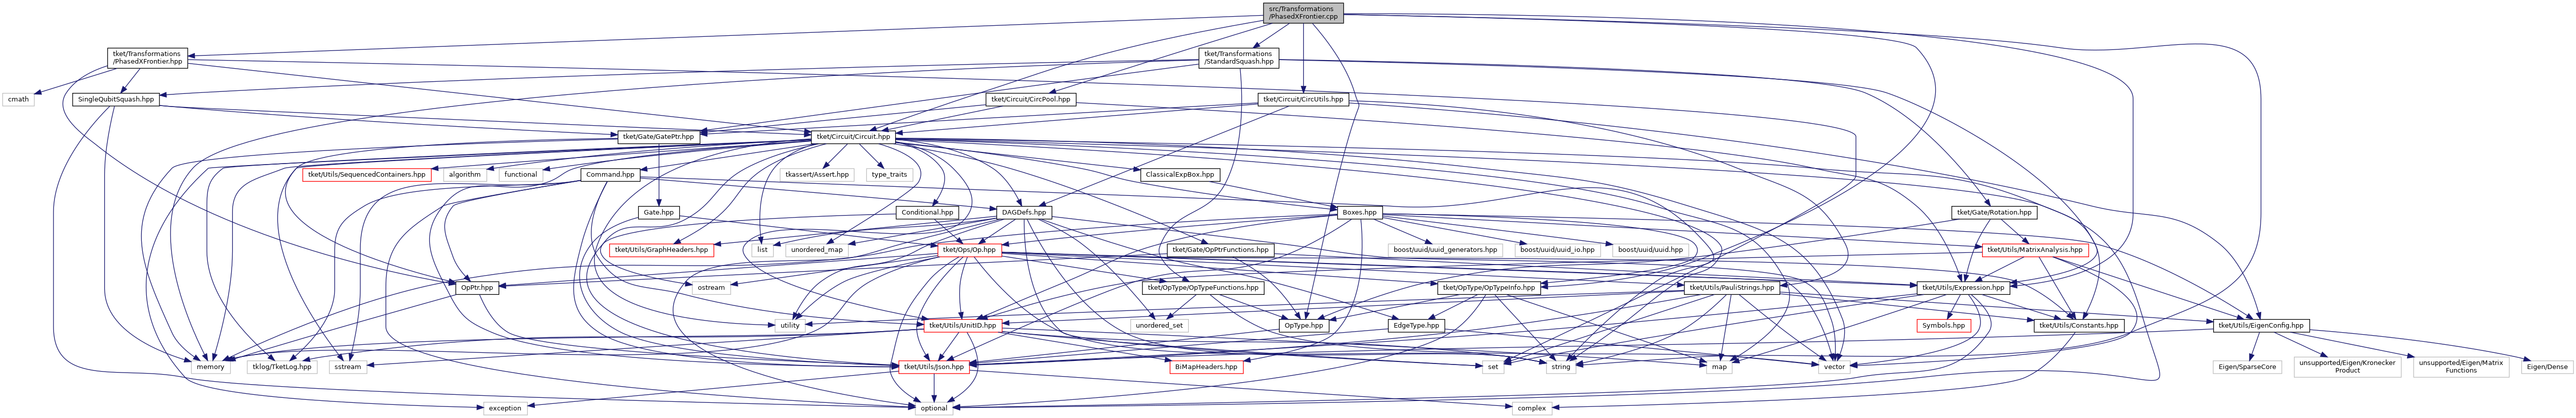 src/Transformations
/PhasedXFrontier.cpp
tket/Transformations
/PhasedXFrontier.hpp
tket/Transformations
/StandardSquash.hpp
cmath
SingleQubitSquash.hpp
tket/Circuit/CircPool.hpp
tket/Circuit/CircUtils.hpp
tket/Gate/GatePtr.hpp
tket/Circuit/Circuit.hpp
tket/Utils/SequencedContainers.hpp
algorithm
functional
Command.hpp
tkassert/Assert.hpp
type_traits
ClassicalExpBox.hpp
Gate.hpp
Conditional.hpp
DAGDefs.hpp
Boxes.hpp
tket/Gate/Rotation.hpp
tket/Utils/GraphHeaders.hpp
list
unordered_map
tket/Ops/Op.hpp
tket/Gate/OpPtrFunctions.hpp
boost/uuid/uuid_generators.hpp
boost/uuid/uuid_io.hpp
boost/uuid/uuid.hpp
tket/Utils/MatrixAnalysis.hpp
OpPtr.hpp
ostream
tket/OpType/OpTypeFunctions.hpp
tket/OpType/OpTypeInfo.hpp
tket/Utils/PauliStrings.hpp
tket/Utils/Expression.hpp
utility
tket/Utils/UnitID.hpp
unordered_set
OpType.hpp
EdgeType.hpp
Symbols.hpp
tket/Utils/Constants.hpp
tket/Utils/EigenConfig.hpp
memory
tklog/TketLog.hpp
sstream
tket/Utils/Json.hpp
BiMapHeaders.hpp
set
string
map
vector
Eigen/SparseCore
unsupported/Eigen/Kronecker
Product
unsupported/Eigen/Matrix
Functions
Eigen/Dense
exception
optional
complex